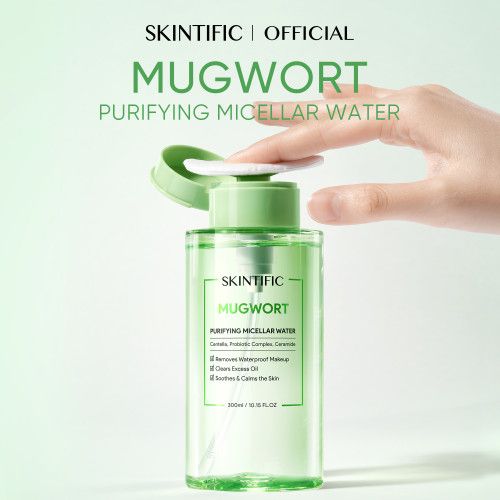 SKINTIFIC | OFFICIAL
MUGWORT
PURIFYING MICELLAR WATER
SKINTIFIC
MUGWORT
PURIFYING MICELLAR WATER
Centella, Probiotic Complex, Ceramide
Removes Waterproof Makeup
Clears Excess Oil
Soothes & Calms the Skin
300ml / 10.15 FL.OZ